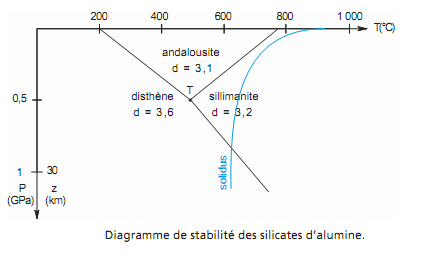 200 400 600 800 1 000 T(°C)
andalousite
d = 3,1
disthène T sillimanite
0,5 d = 3,6 d = 3,2
solidus
1 30
P z
(GPa) (km)
Diagramme de stabilité des silicates d'alumine.